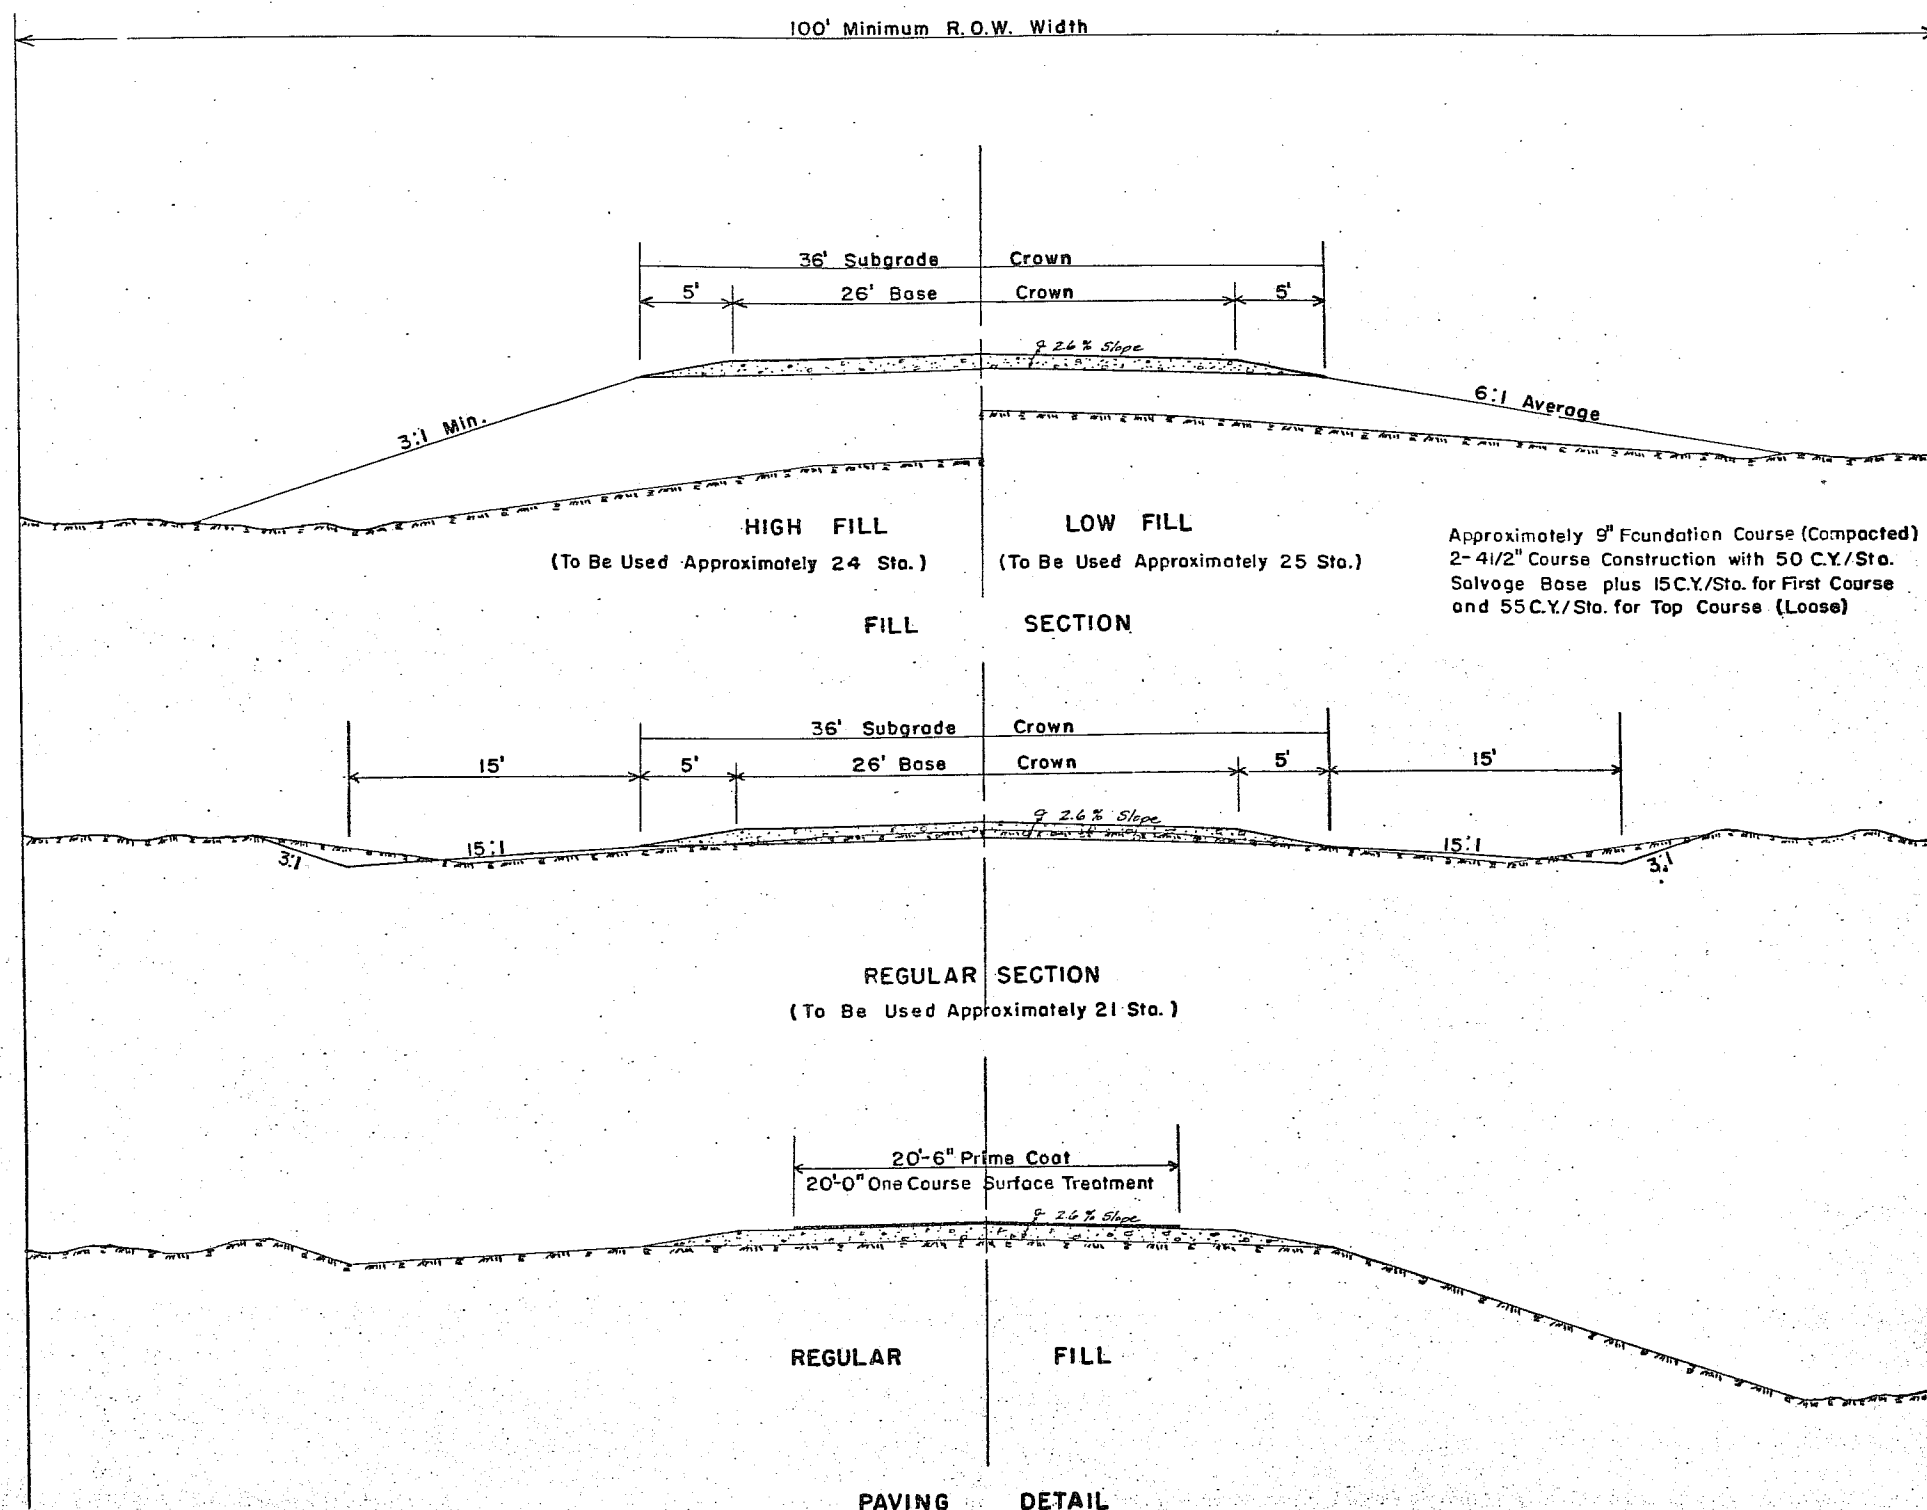 100' Minimum R.O.W. Width
36' Subgrade Crown
5' 26' Base Crown 5'
2.6% Slope
3:1 Min.
6:1 Average
HIGH FILL
(To Be Used Approximately 24 Sta.)
LOW FILL
(To Be Used Approximately 25 Sta.)
Approximately 9" Foundation Course (Compacted)
2-4 1/2" Course Construction with 50 C.Y./Sta.
Salvage Base plus 15 C.Y./Sta. for First Course
and 55 C.Y./Sta. for Top Course (Loose)
FILL SECTION
36' Subgrade Crown
15' 5' 26' Base Crown 5' 15'
2.6% Slope
3:1 15:1 15:1 3:1
REGULAR SECTION
(To Be Used Approximately 21 Sta.)
20'-6" Prime Coat
20'-0" One Course Surface Treatment
2.6% Slope
REGULAR FILL
PAVING DETAIL